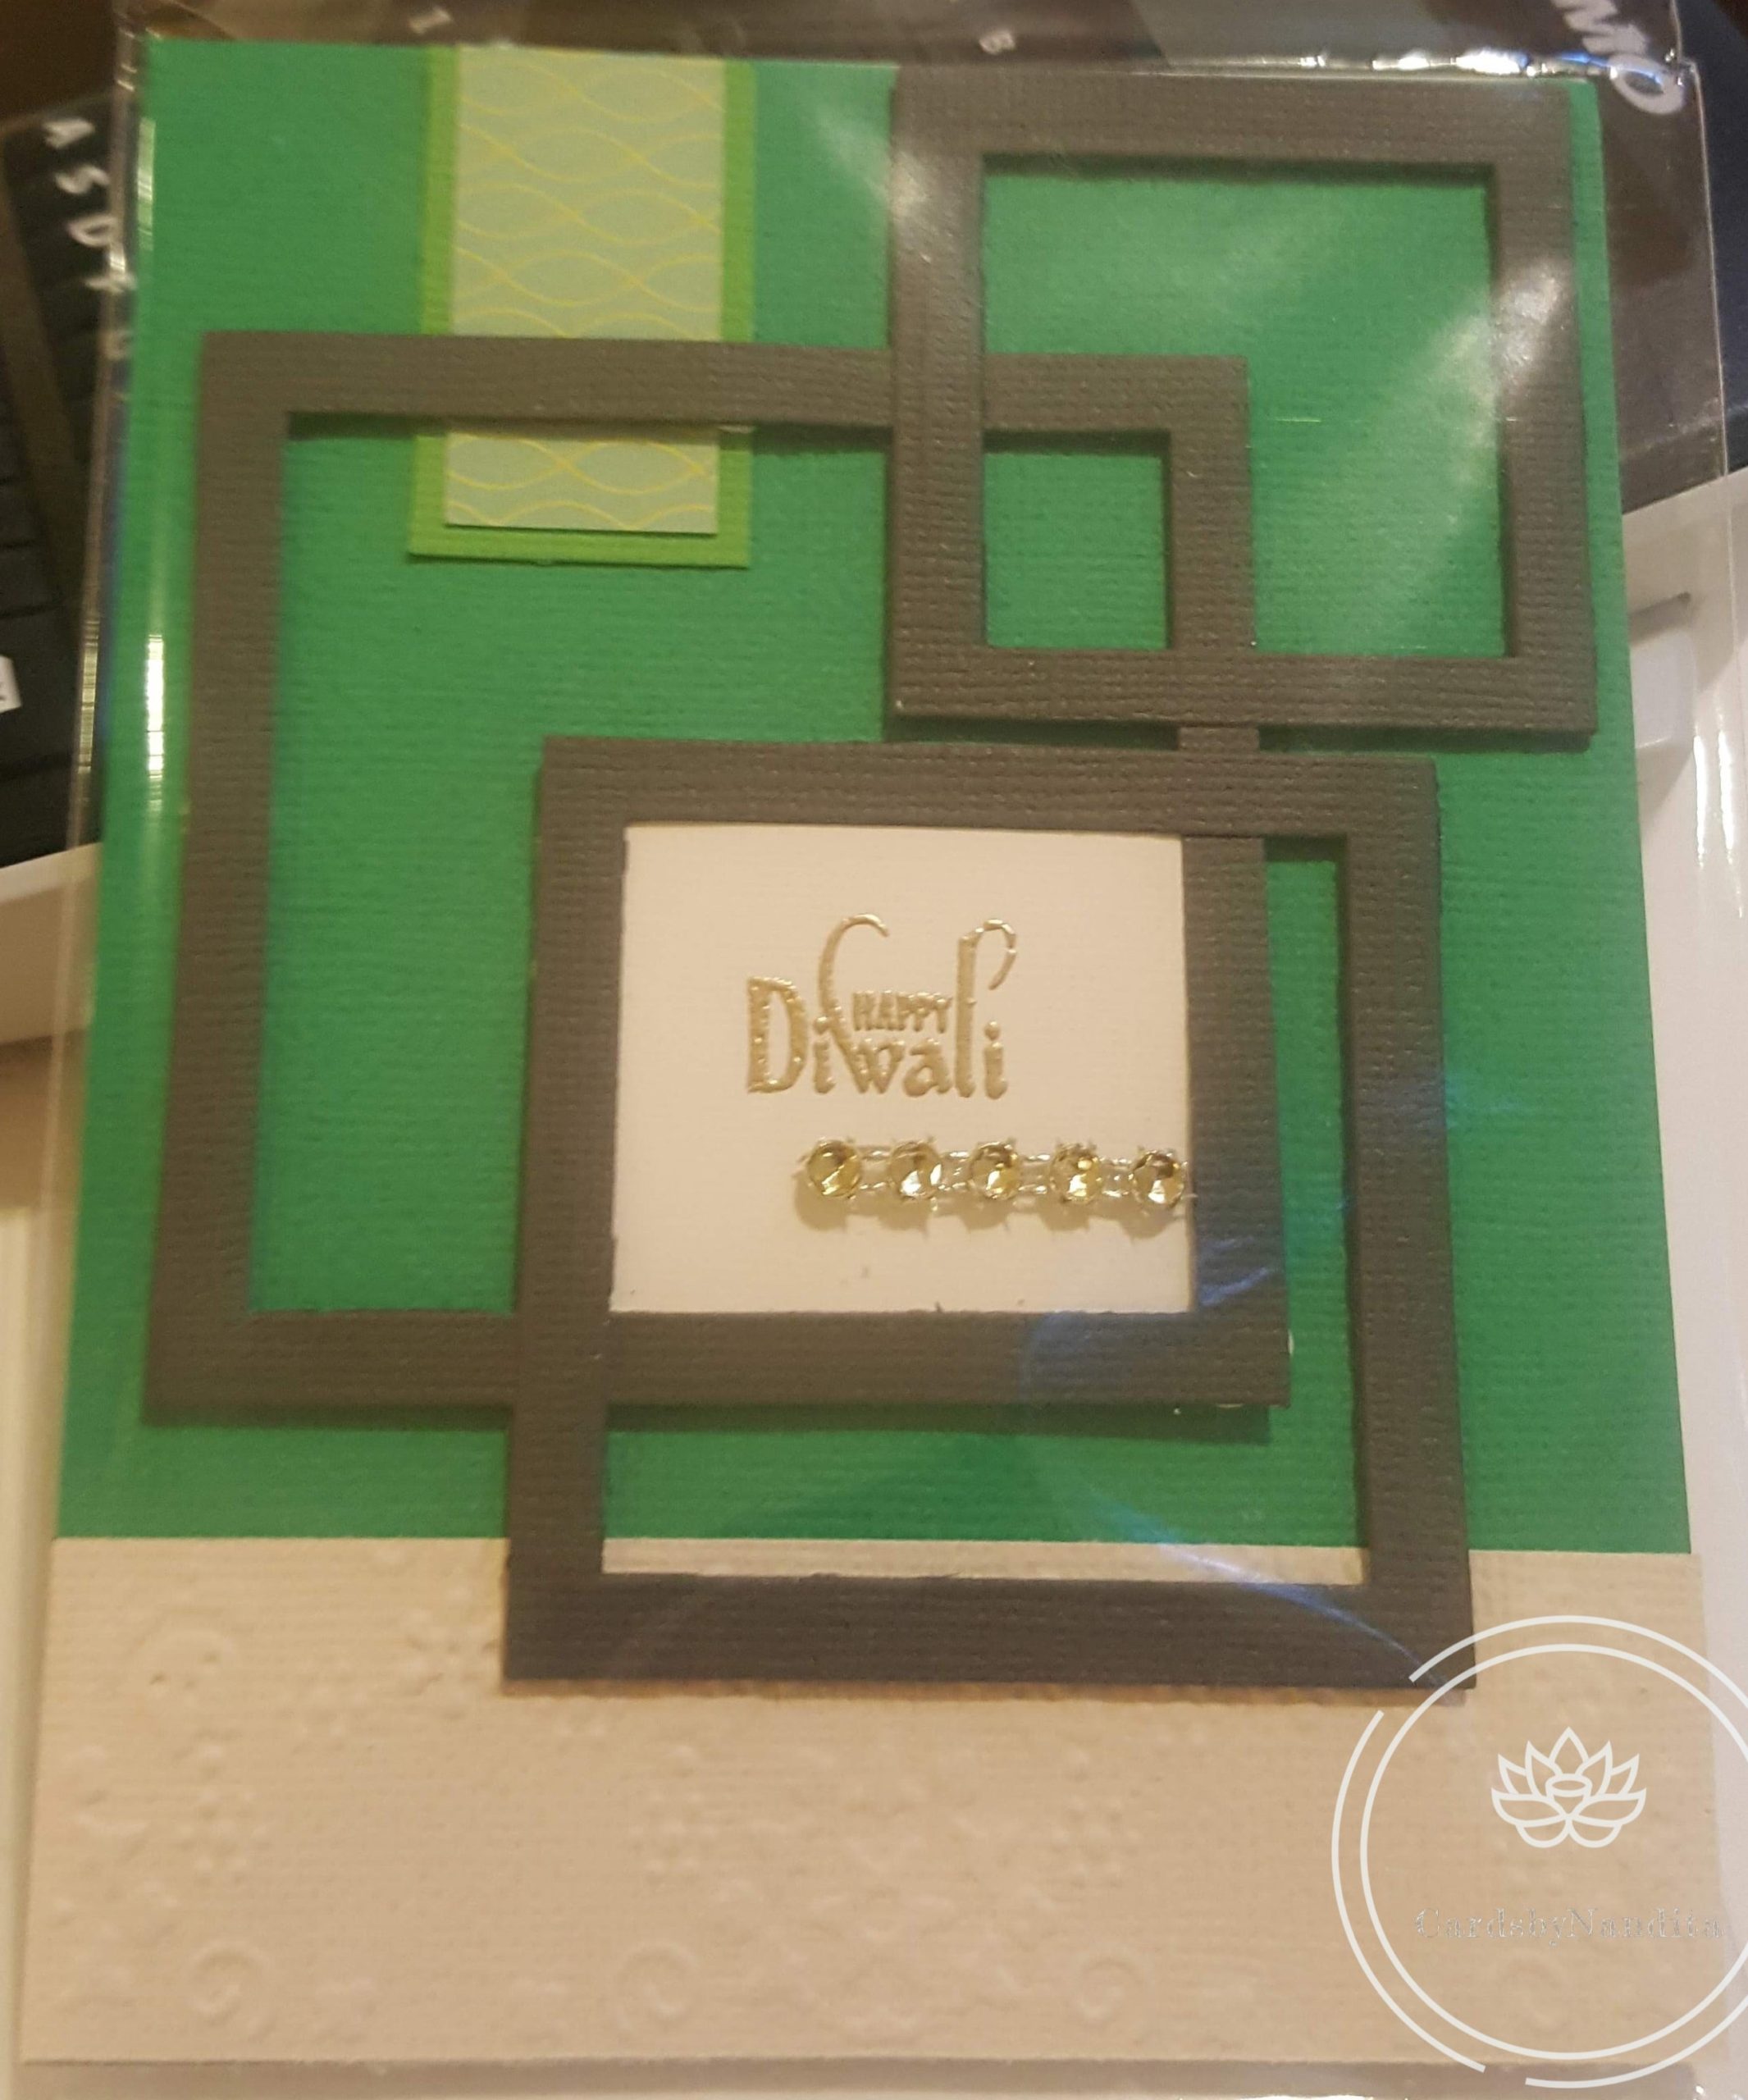 HAPPY
Diwali
CardsbyNandita
A S D